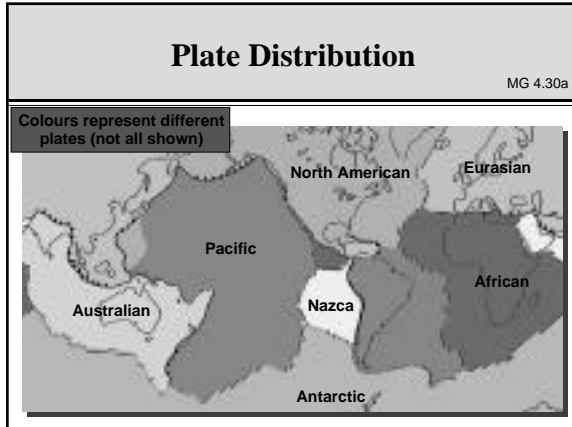 Plate Distribution
MG 4.30a
Colours represent different
plates (not all shown)
North American
Eurasian
Pacific
African
Australian
Nazca
Antarctic